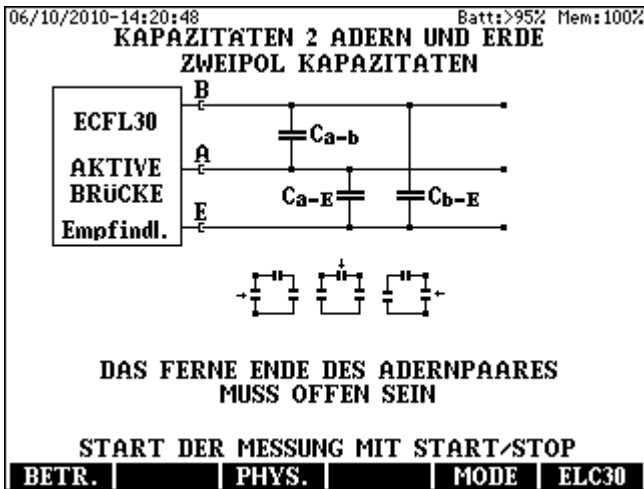 06/10/2010-14:20:48 Batt:>95% Mem:100%
KAPAZITÄTEN 2 ADERN UND ERDE
ZWEIPOL KAPAZITÄTEN
B
ECFL30
Ca-b
A
AKTIVE
BRÜCKE
Ca-E Cb-E
E
Empfindl.
DAS FERNE ENDE DES ADERNPAARES
MUSS OFFEN SEIN
START DER MESSUNG MIT START/STOP
BETR. PHYS. MODE ELC30